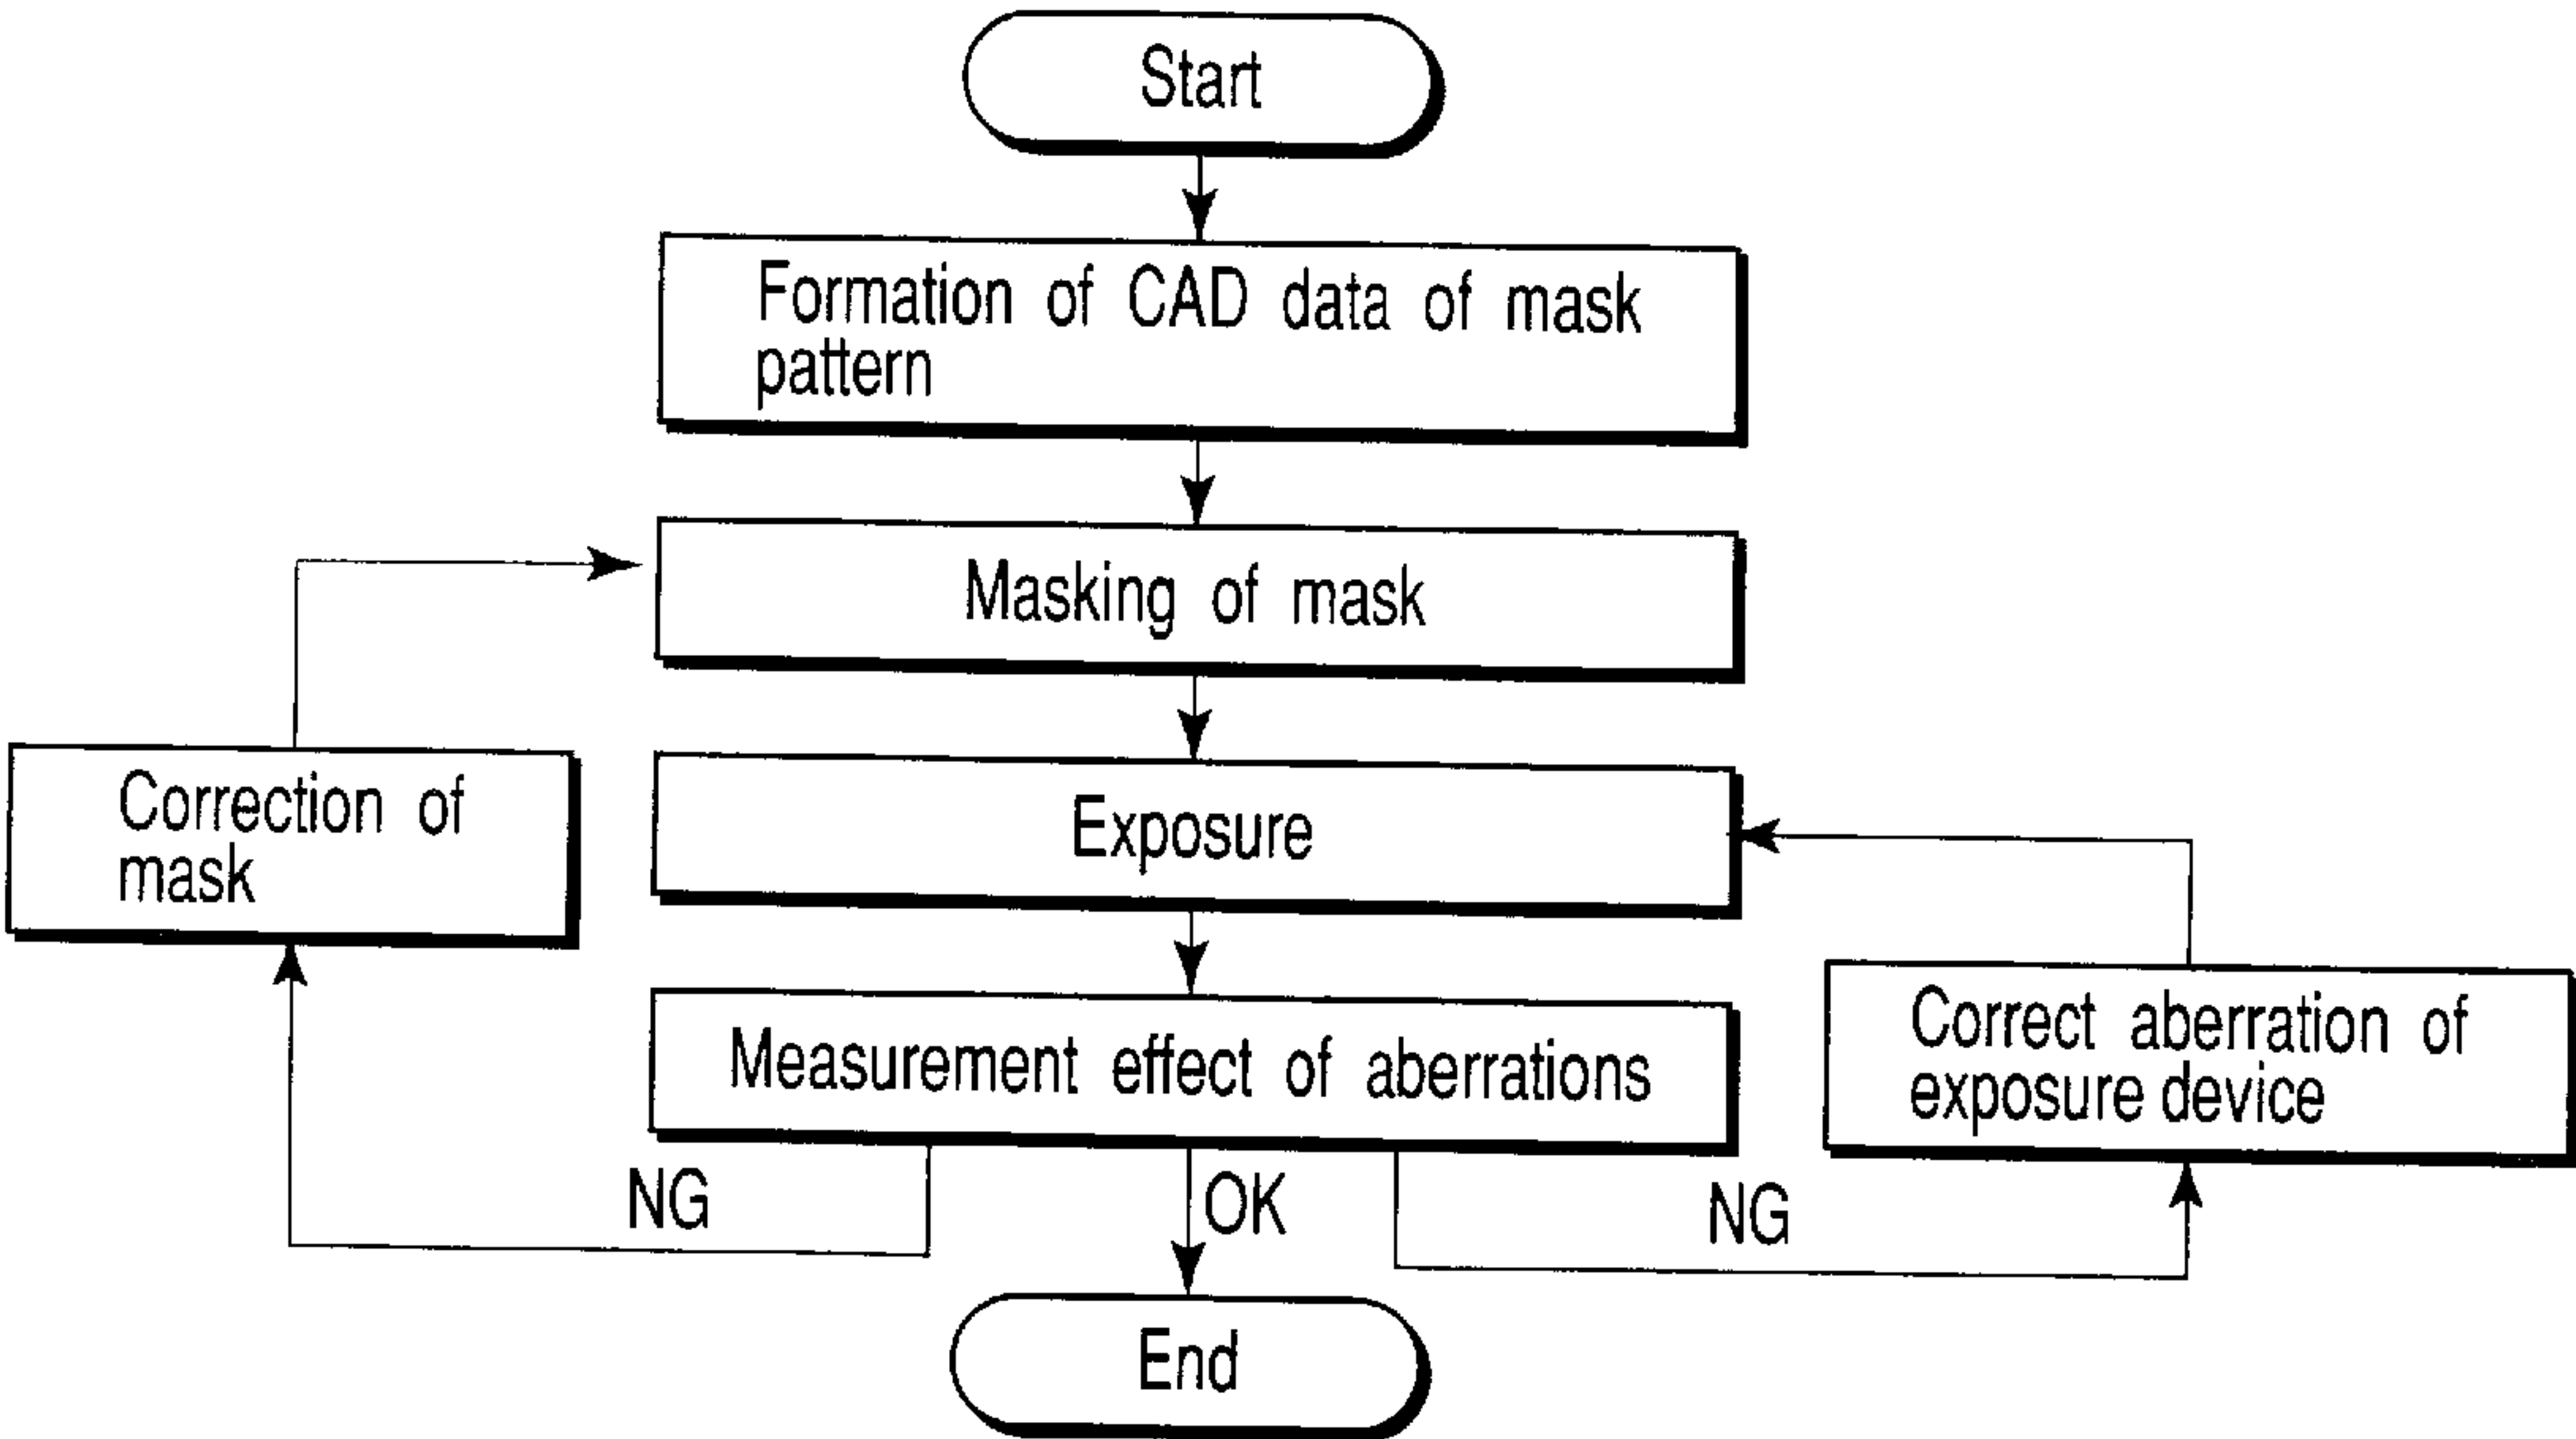 Start
Formation of CAD data of mask
pattern
Masking of mask
Correction of
mask
Exposure
Measurement effect of aberrations
Correct aberration of
exposure device
NG
OK
NG
End